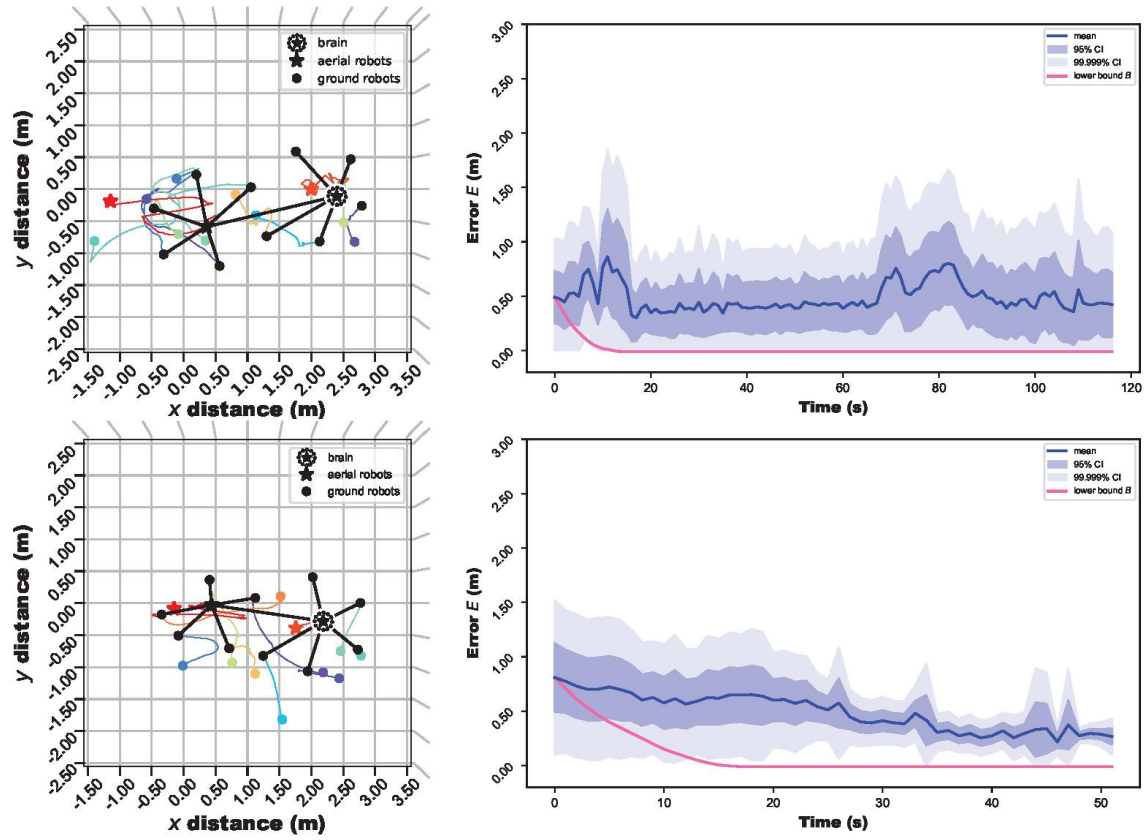 brain
aerial robots
ground robots
2.50
2.00
1.50
1.00
0.50
0.00
-0.50
-1.00
-1.50
-2.00
-2.50
y distance (m)
-1.50 -1.00 -0.50 0.00 0.50 1.00 1.50 2.00 2.50 3.00 3.50
x distance (m)
mean
95% CI
99.999% CI
lower bound B
3.00
2.50
2.00
1.50
1.00
0.50
0.00
Error E (m)
0 20 40 60 80 100 120
Time (s)
brain
aerial robots
ground robots
2.50
2.00
1.50
1.00
0.50
0.00
-0.50
-1.00
-1.50
-2.00
-2.50
y distance (m)
-1.50 -1.00 -0.50 0.00 0.50 1.00 1.50 2.00 2.50 3.00 3.50
x distance (m)
mean
95% CI
99.999% CI
lower bound B
3.00
2.50
2.00
1.50
1.00
0.50
0.00
Error E (m)
0 10 20 30 40 50
Time (s)